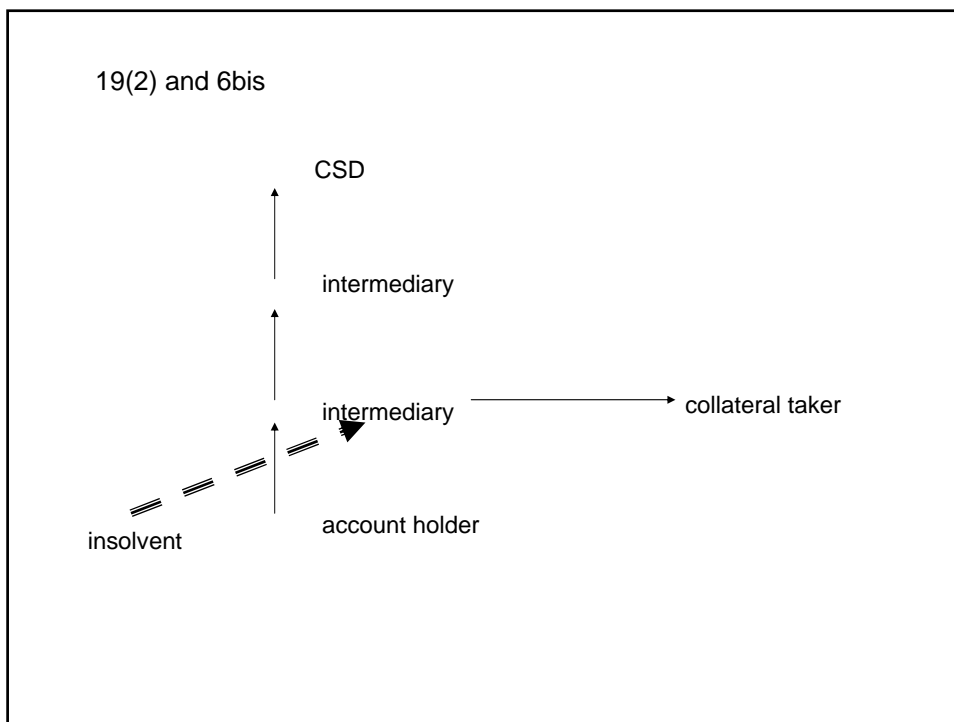 19(2) and 6bis
CSD
intermediary
intermediary
collateral taker
account holder
insolvent